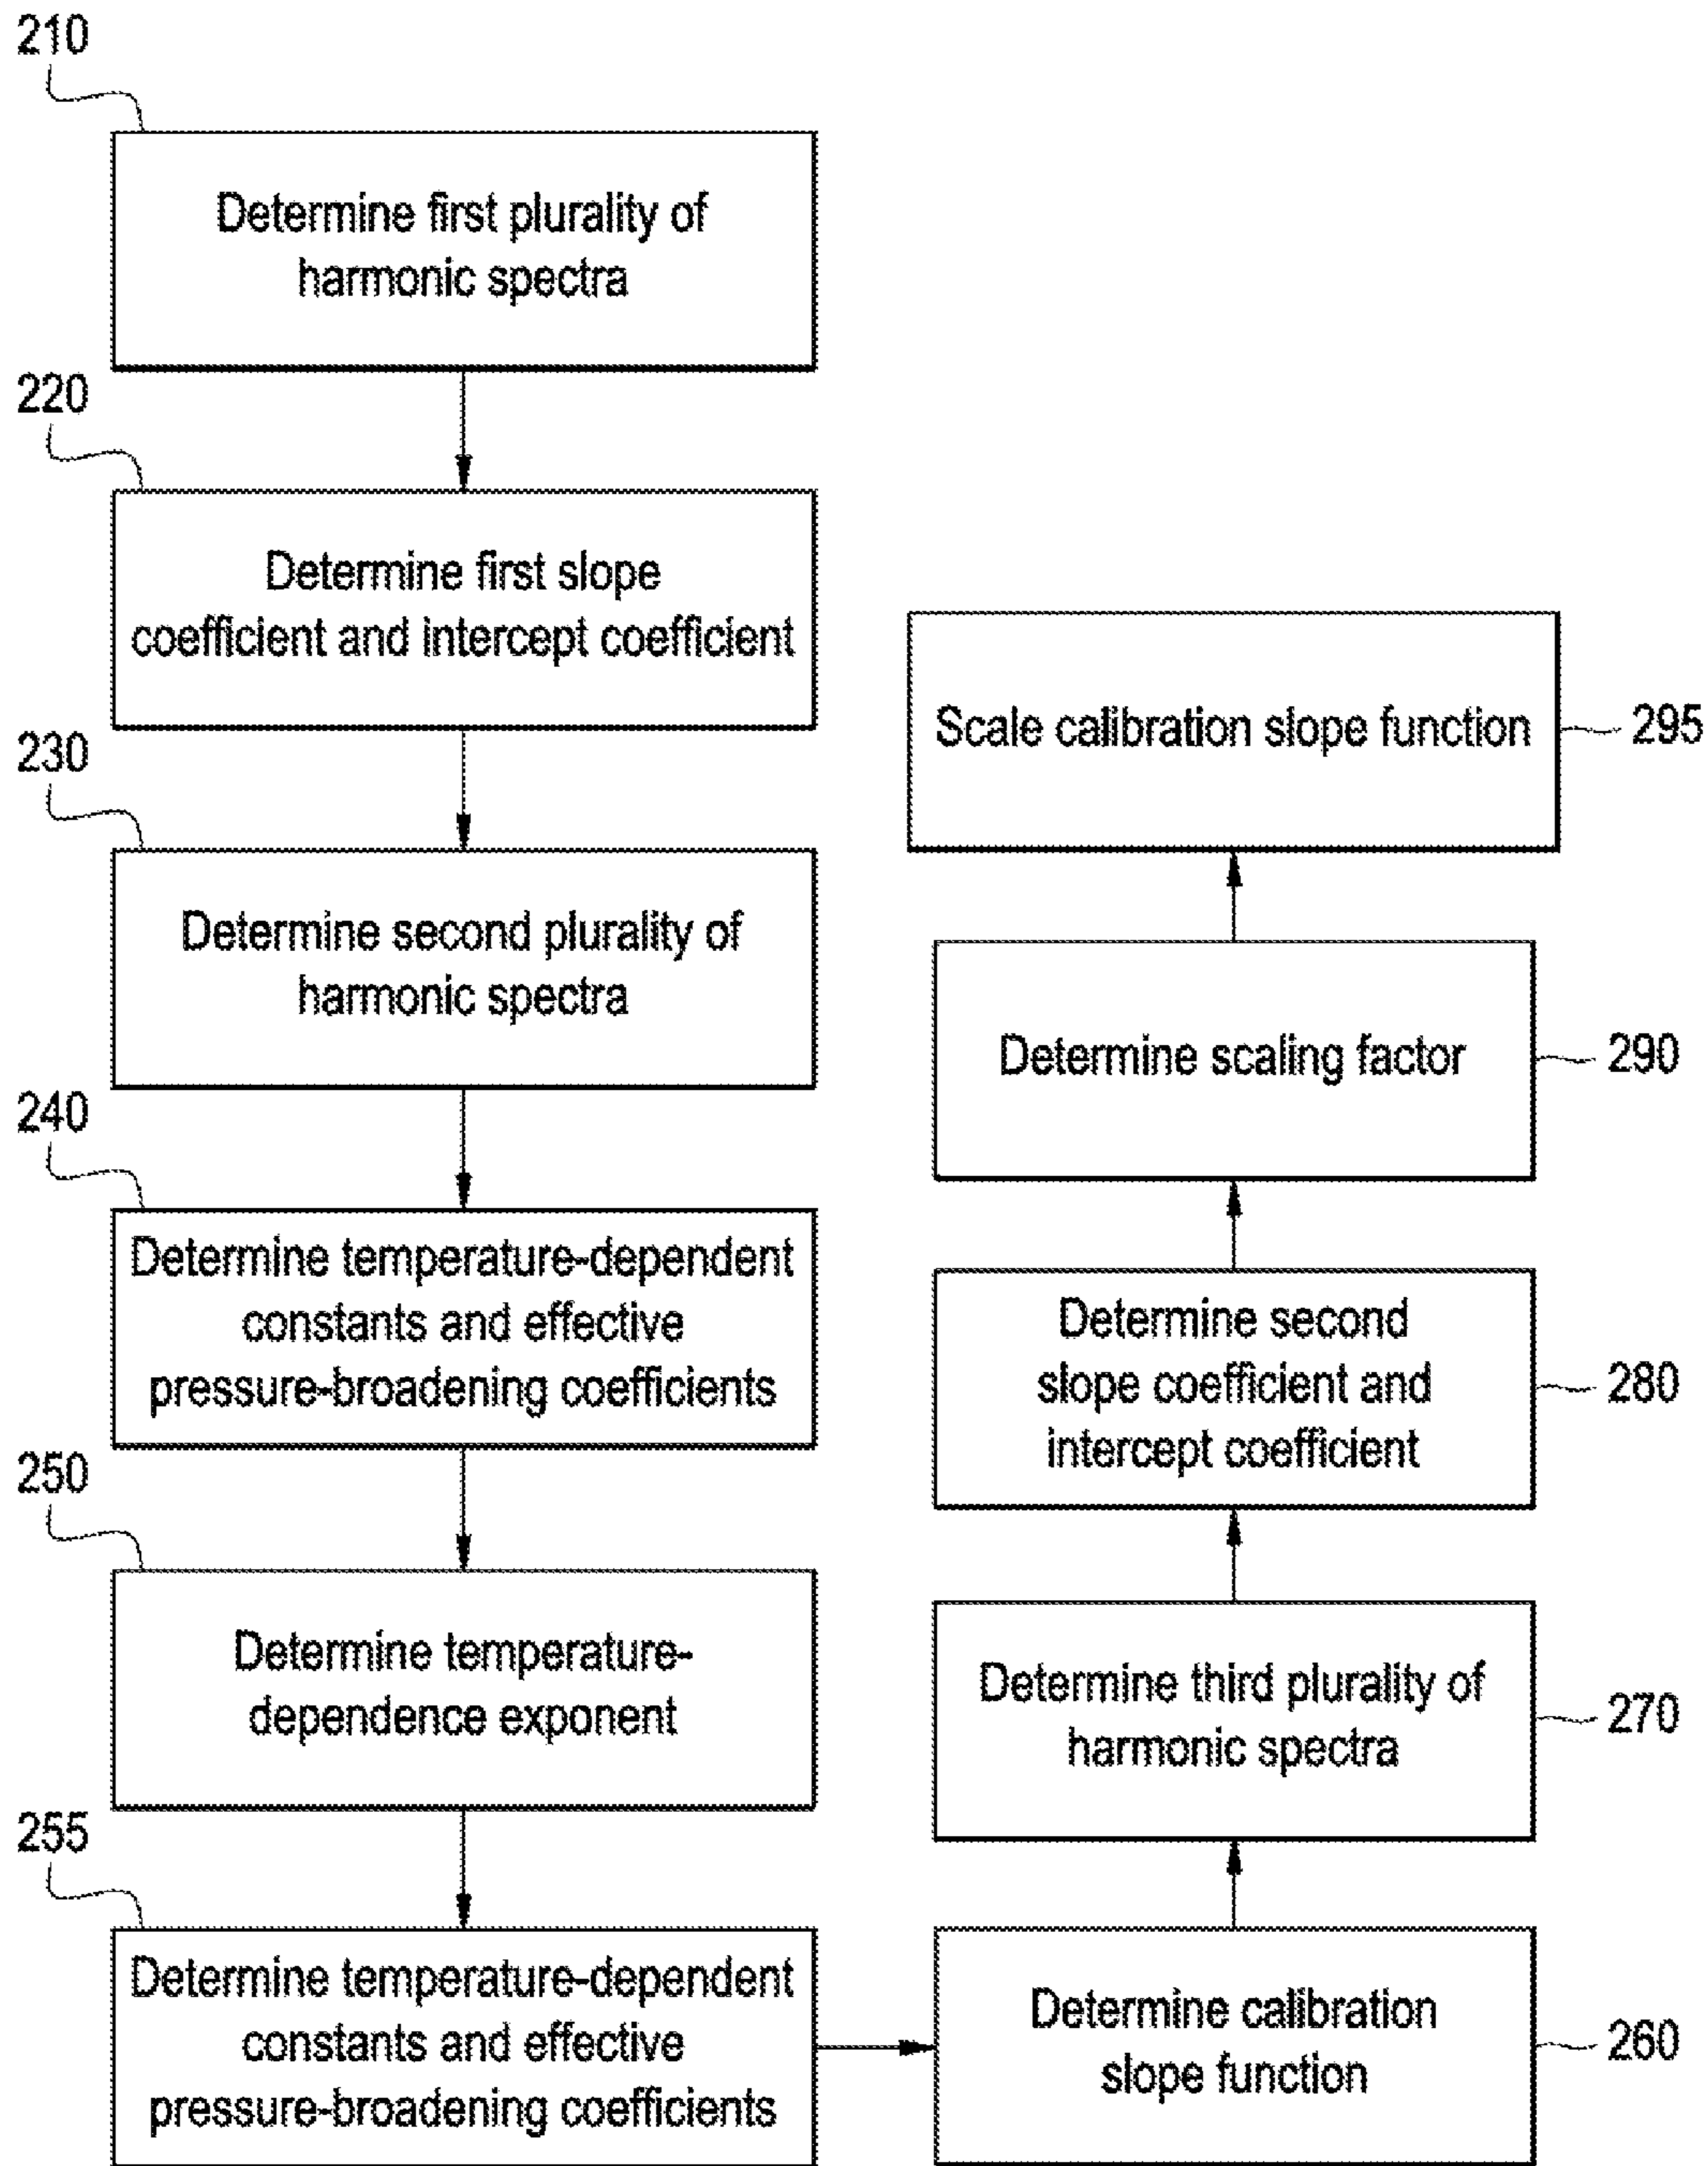 210
Determine first plurality of
harmonic spectra
220
Determine first slope
coefficient and intercept coefficient
230
Determine second plurality of
harmonic spectra
240
Determine temperature-dependent
constants and effective
pressure-broadening coefficients
250
Determine temperature-
dependence exponent
255
Determine temperature-dependent
constants and effective
pressure-broadening coefficients
Determine calibration
slope function
260
Determine third plurality of
harmonic spectra
270
Determine second
slope coefficient and
intercept coefficient
280
Determine scaling factor
290
Scale calibration slope function
295